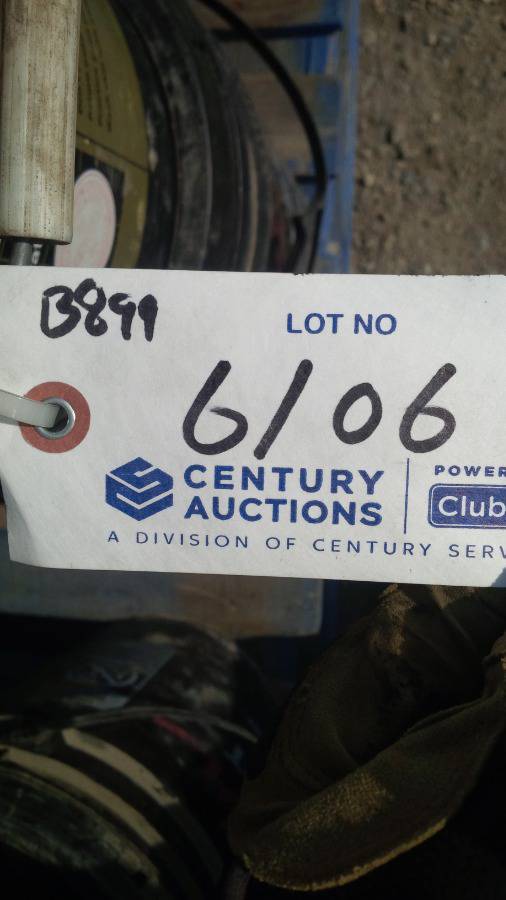 B899
LOT NO
6106
CENTURY
AUCTIONS
POWER
Club
A DIVISION OF CENTURY SERV